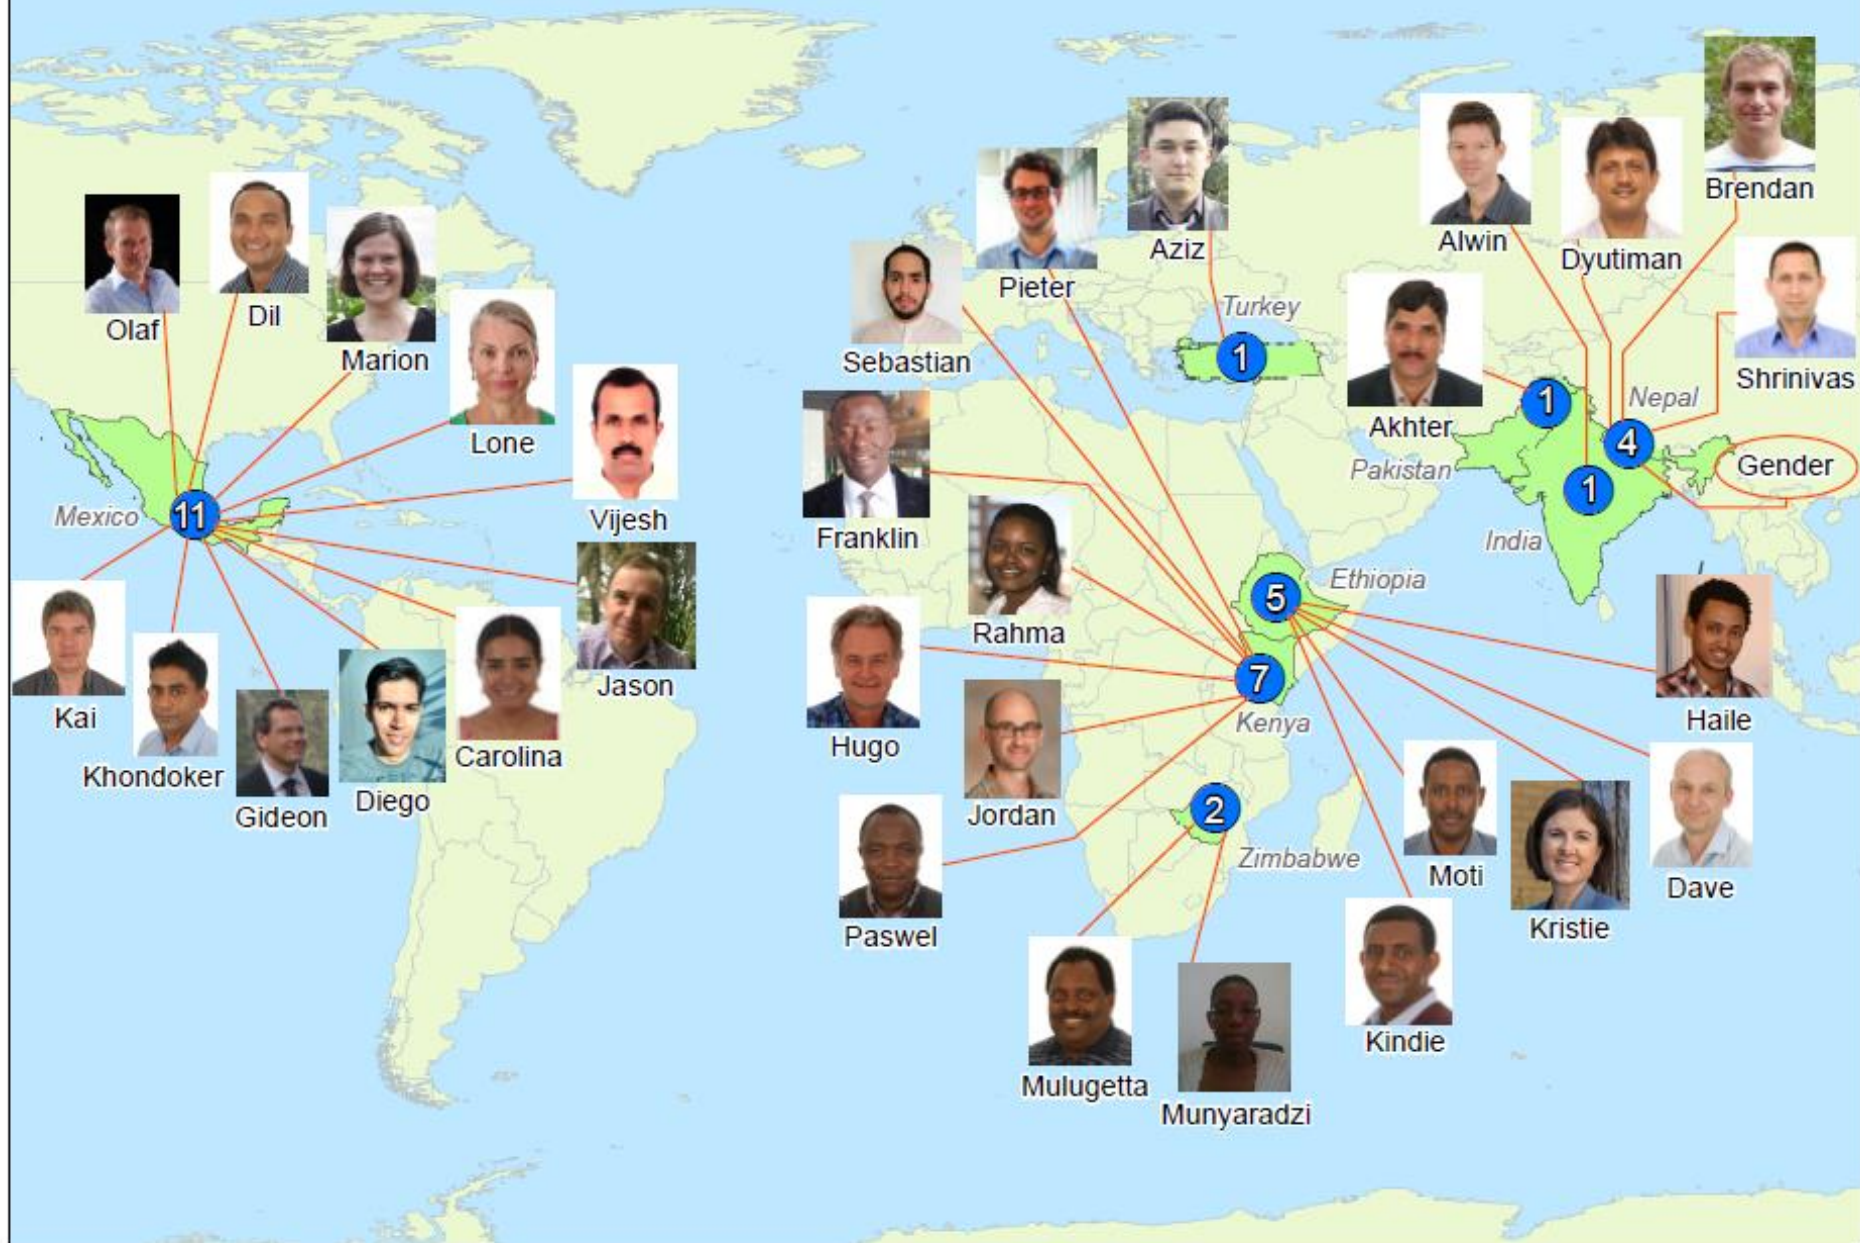 Brendan
Alwin
Aziz
Dyutiman
Pieter
Turkey
Olaf
Dil
Marion
Sebastian
Shrinivas
1
Nepal
1
Akhter
Lone
4
Pakistan
Gender
1
Mexico
11
Vijesh
Franklin
India
Ethiopia
5
Rahma
Jason
7
Kai
Kenya
Haile
Hugo
Carolina
Khondoker
Diego
Gideon
Jordan
2
Zimbabwe
Moti
Dave
Paswel
Kristie
Kindie
Mulugetta
Munyaradzi